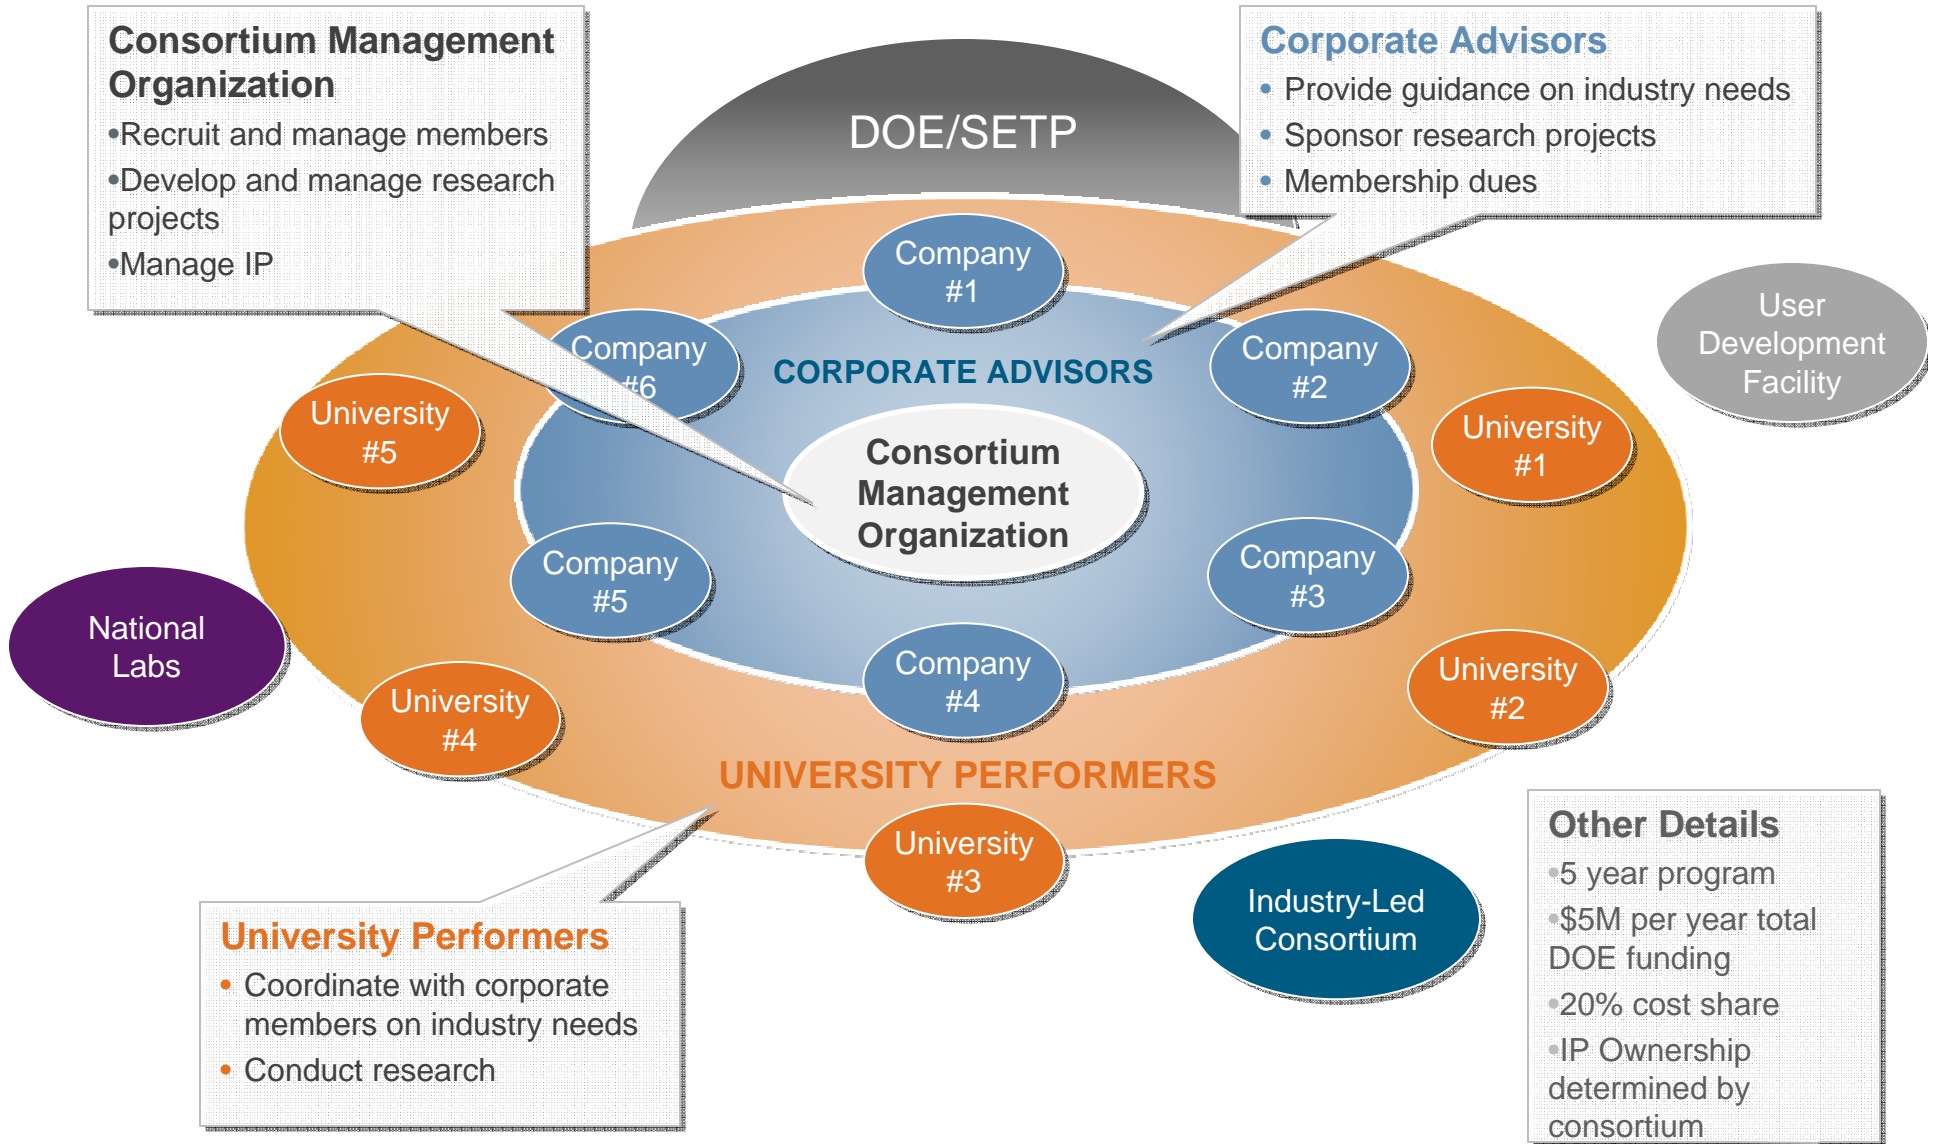 Consortium Management
Organization
•Recruit and manage members
•Develop and manage research
projects
•Manage IP
DOE/SETP
Corporate Advisors
• Provide guidance on industry needs
• Sponsor research projects
• Membership dues
Company
#1
Company
#6
CORPORATE ADVISORS
Company
#2
User
Development
Facility
University
#5
University
#1
Consortium
Management
Organization
Company
#5
Company
#3
National
Labs
Company
#4
University
#4
University
#2
UNIVERSITY PERFORMERS
University
#3
Industry-Led
Consortium
University Performers
• Coordinate with corporate
members on industry needs
• Conduct research
Other Details
•5 year program
•$5M per year total
DOE funding
•20% cost share
•IP Ownership
determined by
consortium